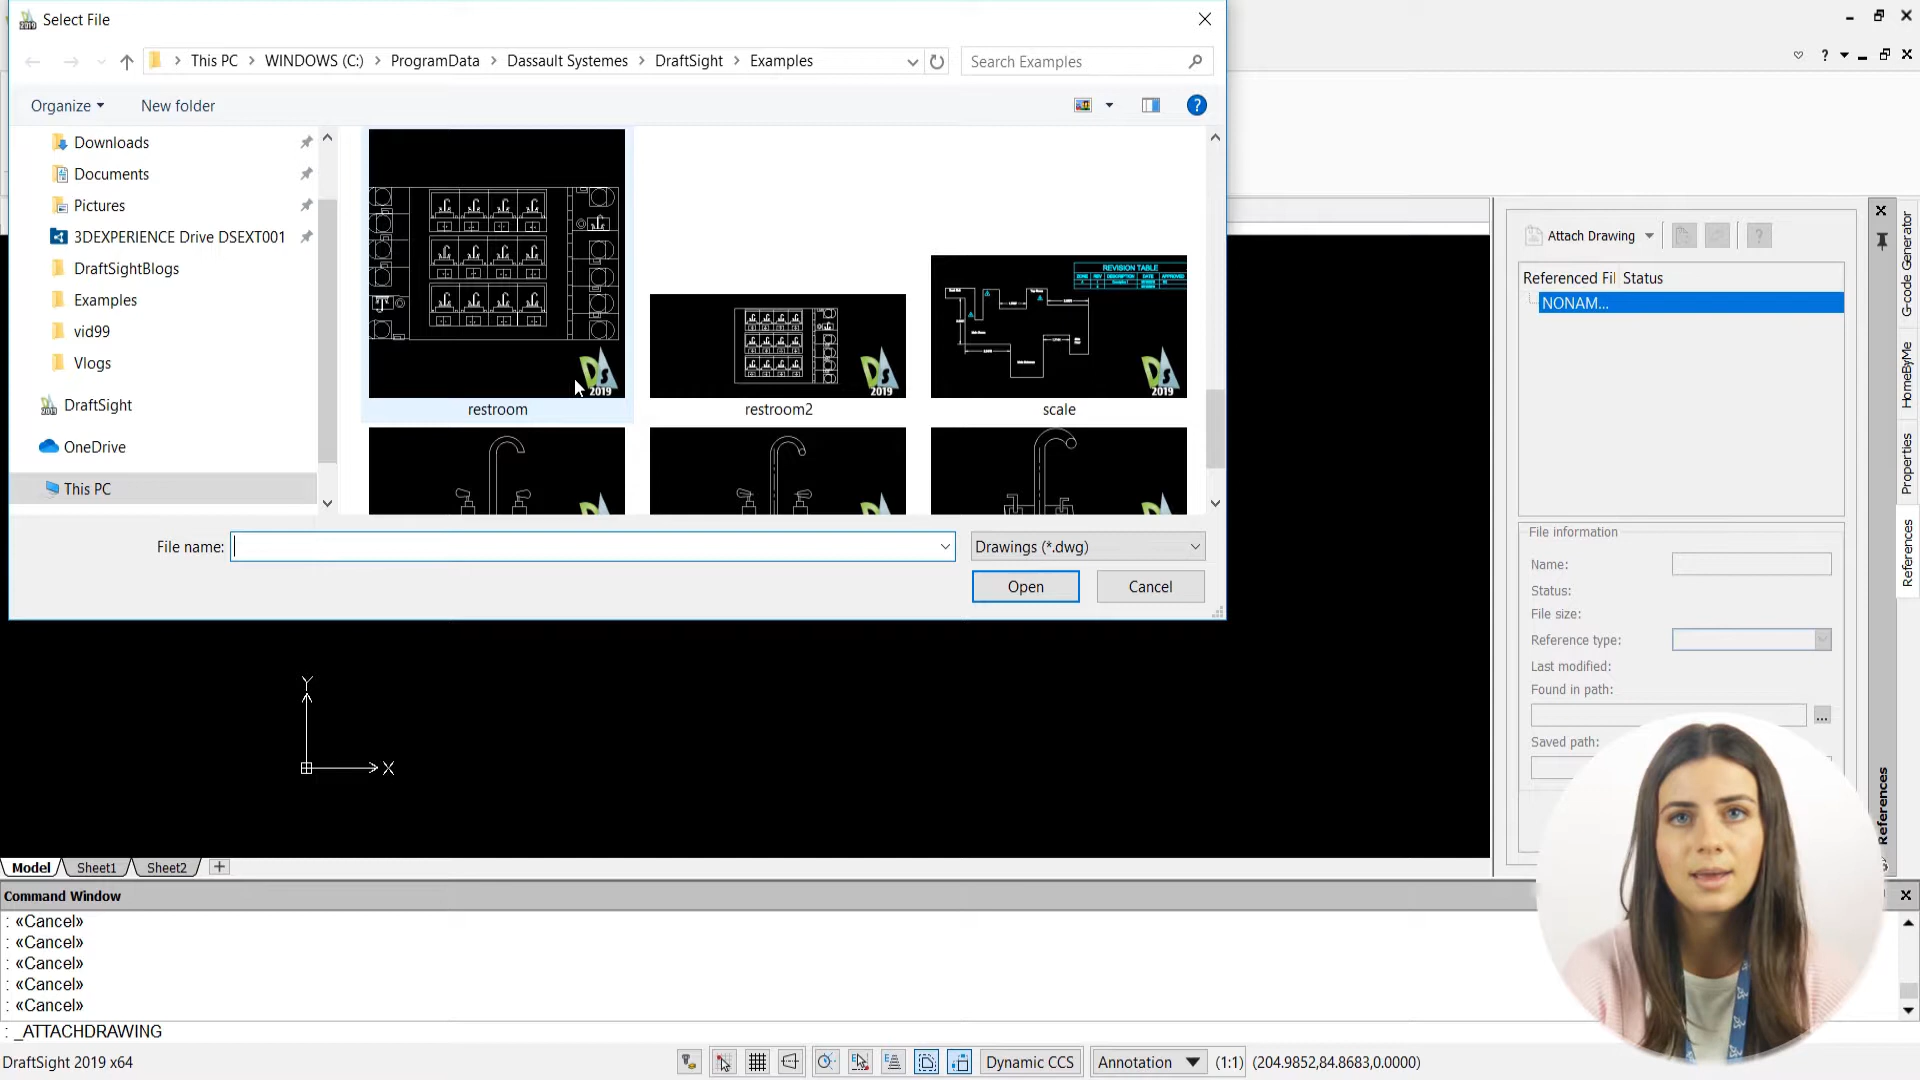 Select File
This PC > WINDOWS (C:) > ProgramData > Dassault Systemes > DraftSight > Examples
Search Examples
Organize
New folder
Downloads
Documents
Pictures
3DEXPERIENCE Drive DSEXT001
DraftSightBlogs
Examples
vid99
Vlogs
DraftSight
OneDrive
This PC
2019
restroom
2019
restroom2
REVISION TABLE
2019
scale
File name:
Drawings (*.dwg)
Open
Cancel
Attach Drawing
Referenced Fil
Status
NONAM...
File information
Name:
Status:
File size:
Reference type:
Last modified:
Found in path:
...
Saved path:
G-code Generator
HomeByMe
Properties
References
References
Y
X
Model
Sheet1
Sheet2
Command Window
: «Cancel»
: «Cancel»
: «Cancel»
: «Cancel»
: «Cancel»
: _ATTACHDRAWING
DraftSight 2019 x64
Dynamic CCS
Annotation
(1:1)
(204.9852,84.8683,0.0000)